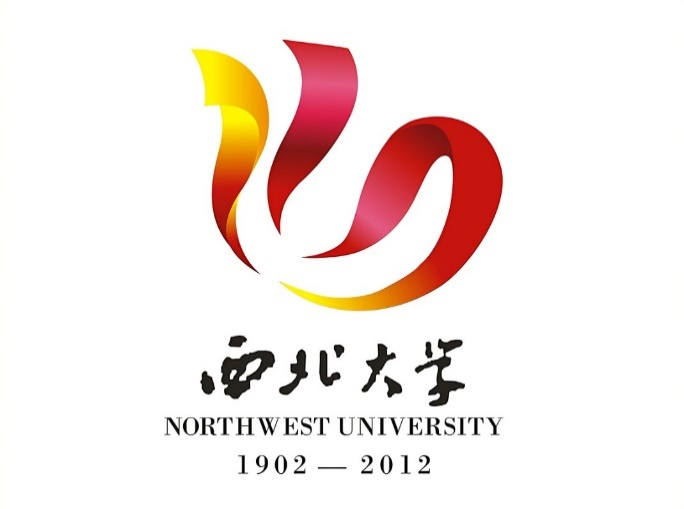 西北大学
NORTHWEST UNIVERSITY
1902 — 2012